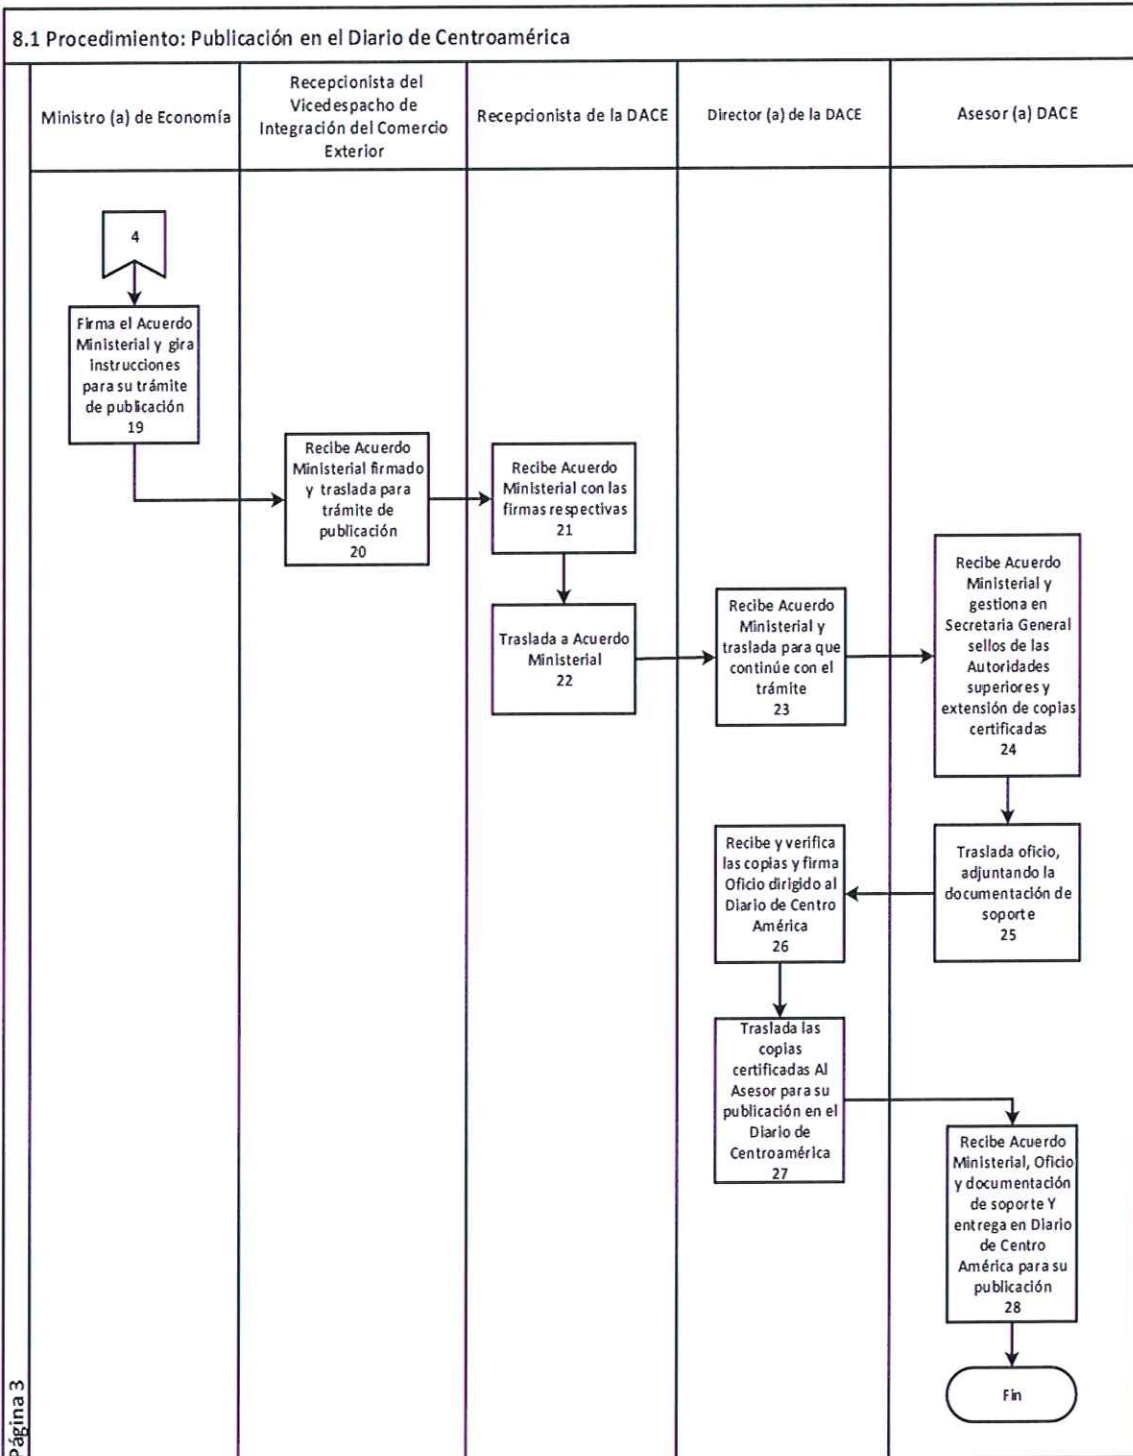 8.1 Procedimiento: Publicación en el Diario de Centroamérica
Ministro (a) de Economía
Recepcionista del
Vicedespacho de
Integración del Comercio
Exterior
Recepcionista de la DACE
Director (a) de la DACE
Asesor (a) DACE
4
Firma el Acuerdo
Ministerial y gira
instrucciones
para su trámite
de publicación
19
Recibe Acuerdo
Ministerial firmado
y traslada para
trámite de
publicación
20
Recibe Acuerdo
Ministerial con las
firmas respectivas
21
Traslada a Acuerdo
Ministerial
22
Recibe Acuerdo
Ministerial y
traslada para que
continúe con el
trámite
23
Recibe Acuerdo
Ministerial y
gestiona en
Secretaria General
sellos de las
Autoridades
superiores y
extensión de copias
certificadas
24
Traslada oficio,
adjuntando la
documentación de
soporte
25
Recibe y verifica
las copias y firma
Oficio dirigido al
Diario de Centro
América
26
Traslada las
copias
certificadas Al
Asesor para su
publicación en el
Diario de
Centroamérica
27
Recibe Acuerdo
Ministerial, Oficio
y documentación
de soporte Y
entrega en Diario
de Centro
América para su
publicación
28
Fin
Página 3